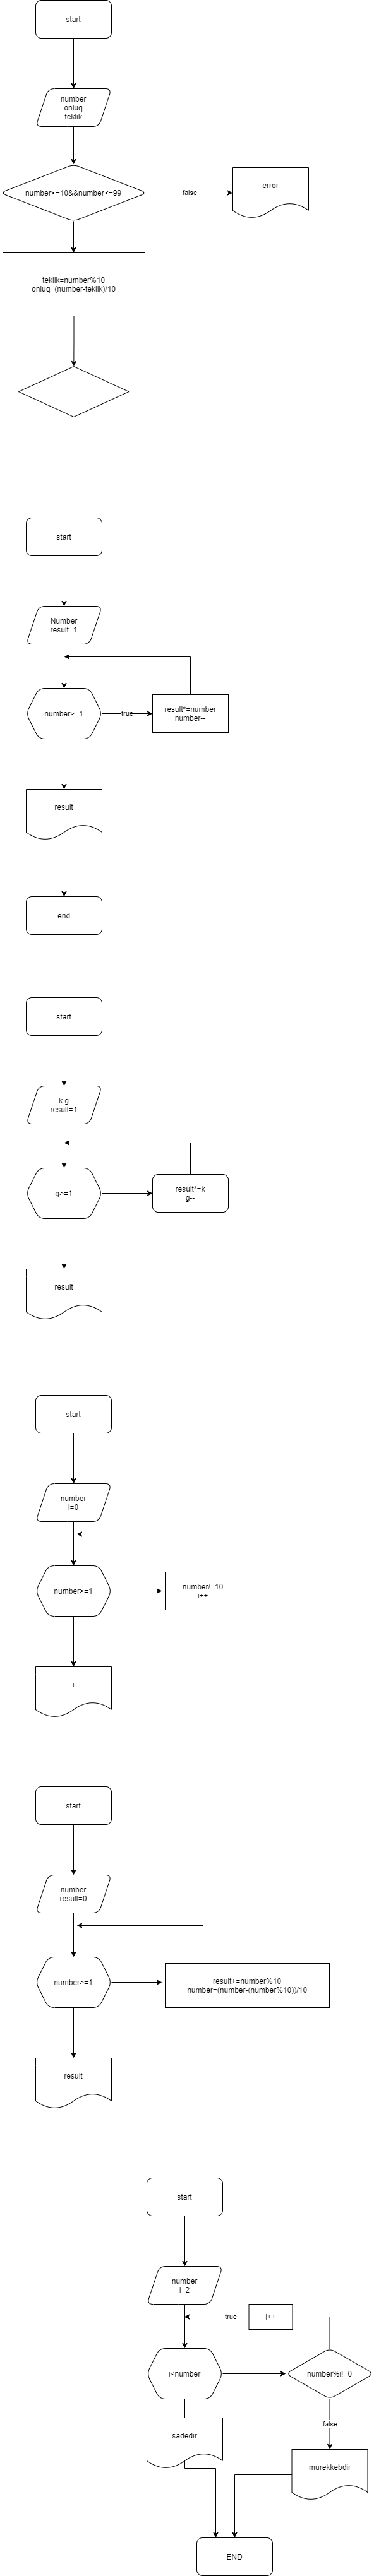 start
number
onluq
teklik
number>=10&&number<=99
false
error
teklik=number%10
onluq=(number-teklik)/10
start
Number
result=1
number>=1
true
result*=number
number--
result
end
start
k g
result=1
g>=1
result*=k
g--
result
start
number
i=0
number>=1
number/=10
i++
i
start
number
result=0
number>=1
result+=number%10
number=(number-(number%10))/10
result
start
number
i=2
true
i++
i<number
number%i!=0
false
sadedir
murekkebdir
END